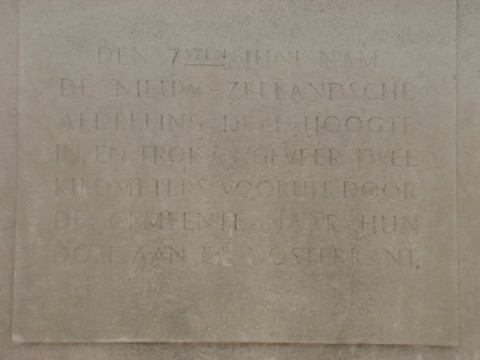 DEN 7STEN JUNI NAM
DE NIEUW-ZEELANDSCHE
AFDEELING DEZE HOOGTE
IN, EN TROK ONGEVEER TWEE
KILOMETERS VOORUIT DOOR
DE GEMEENTE NAAR HUN
DOEL AAN DE OOSTERKANT.